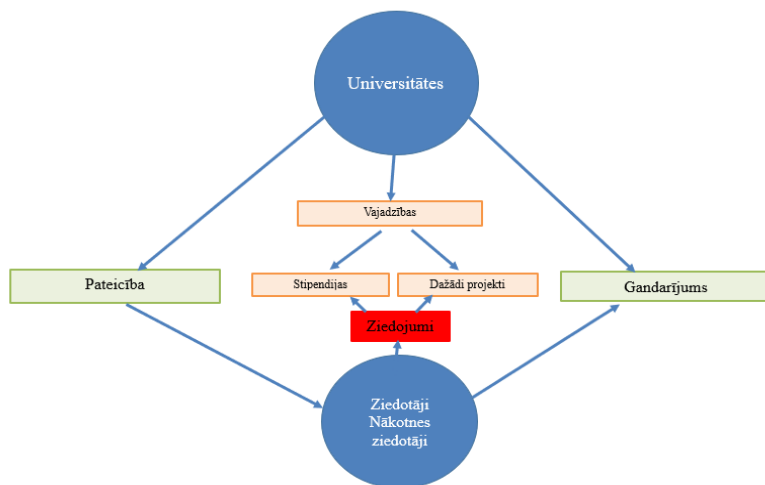 Universitātes
Vajadzības
Pateicība
Stipendijas
Dažādi projekti
Gandarījums
Ziedojumi
Ziedotāji
Nākotnes
ziedotāji